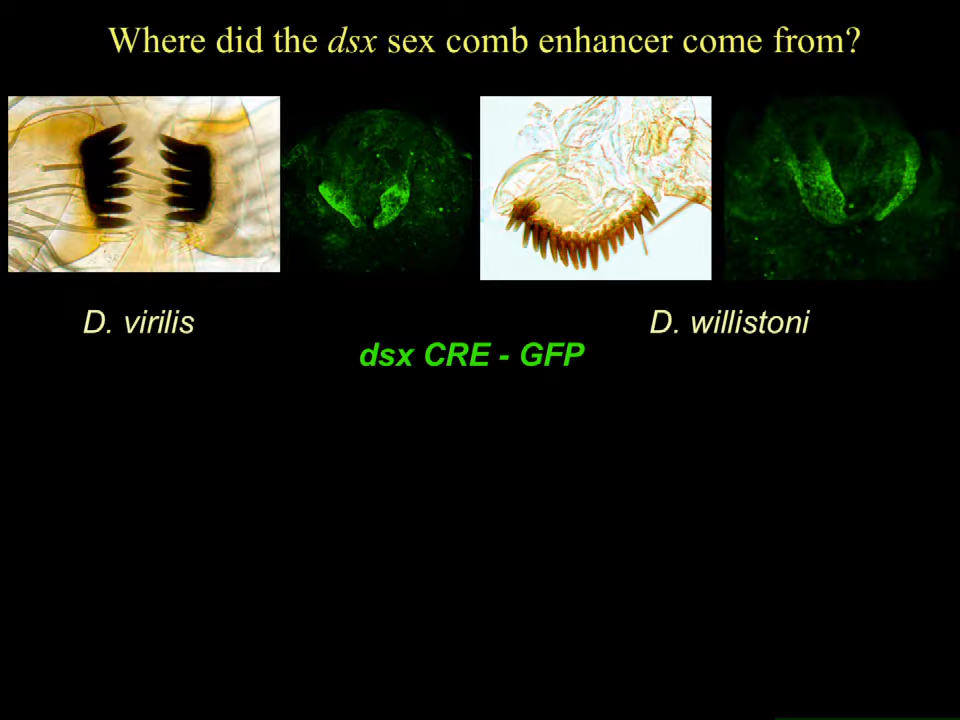 Where did the dsx sex comb enhancer come from?
D. virilis
D. willistoni
dsx CRE - GFP